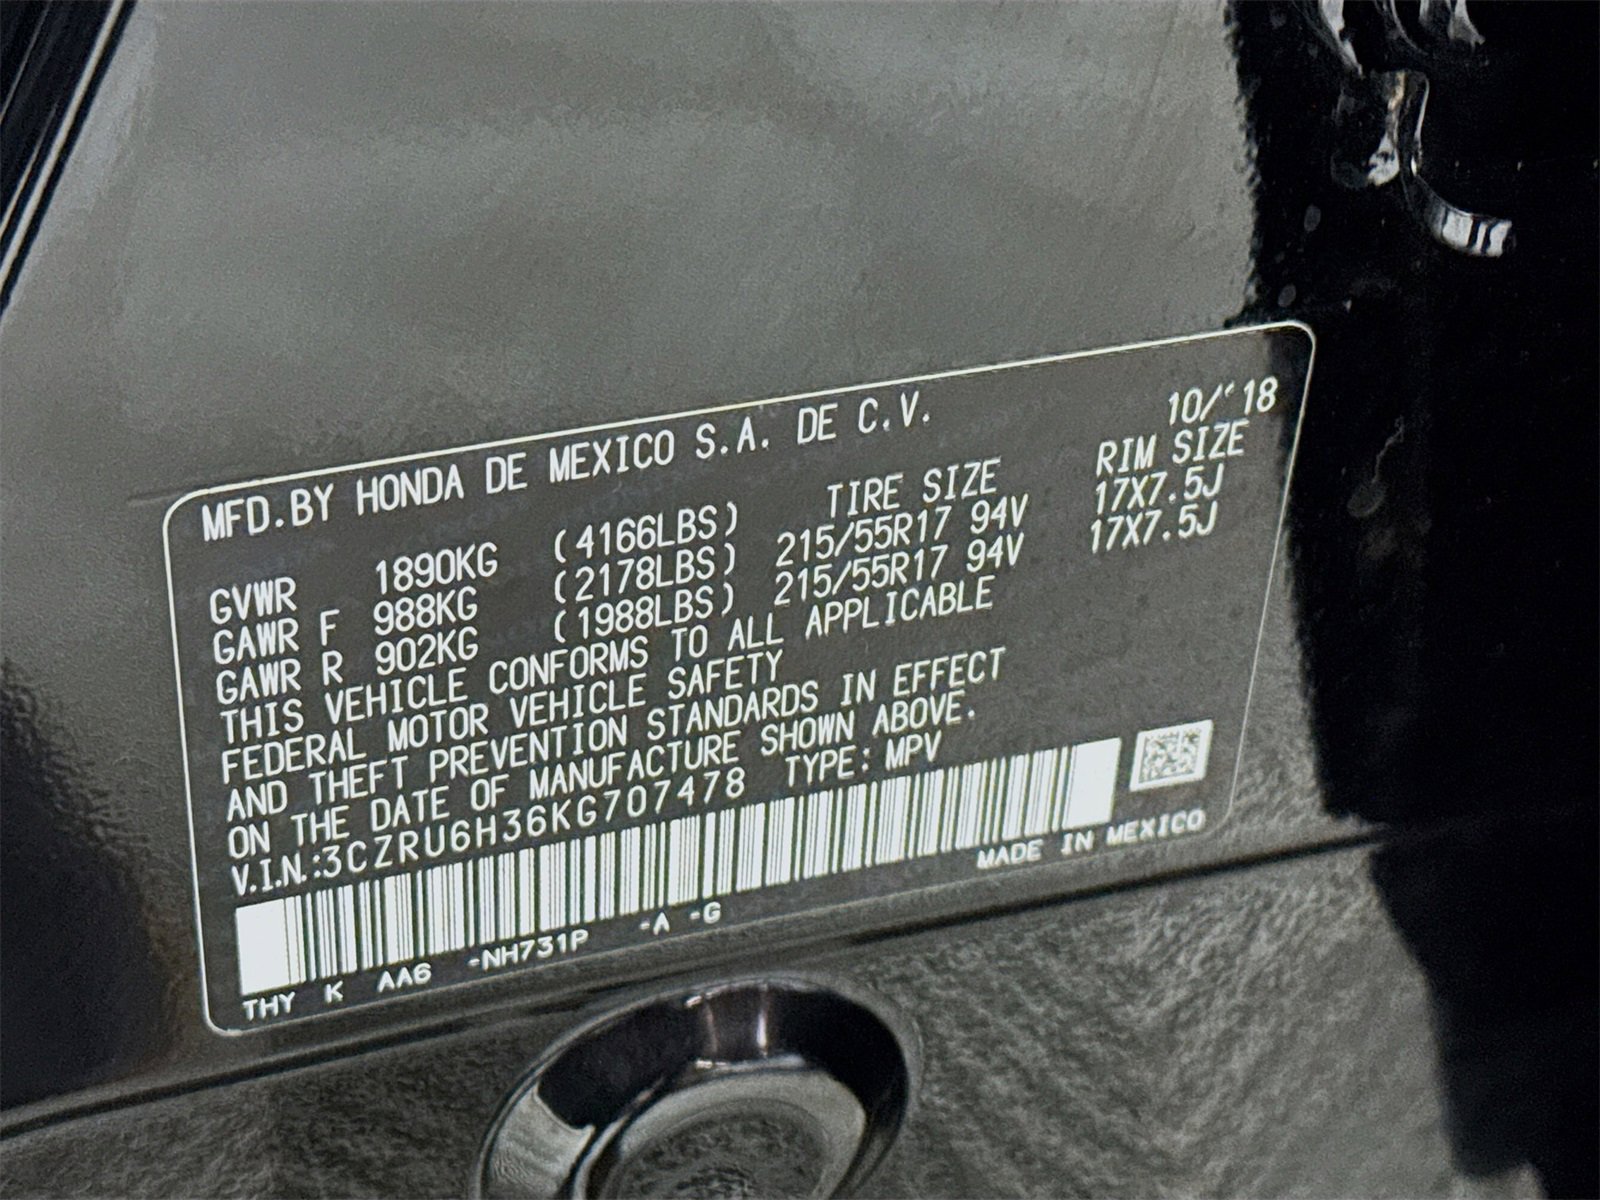 MFD.BY HONDA DE MEXICO S.A. DE C.V. 10/'18
TIRE SIZE RIM SIZE
GVWR 1890KG (4166LBS)
GAWR F 988KG (2178LBS) 215/55R17 94V 17X7.5J
GAWR R 902KG (1988LBS) 215/55R17 94V 17X7.5J
THIS VEHICLE CONFORMS TO ALL APPLICABLE
FEDERAL MOTOR VEHICLE SAFETY
AND THEFT PREVENTION STANDARDS IN EFFECT
ON THE DATE OF MANUFACTURE SHOWN ABOVE.
V.I.N.:3CZRU6H36KG707478 TYPE:MPV
MADE IN MEXICO
THY K AA6 -NH731P -A -G